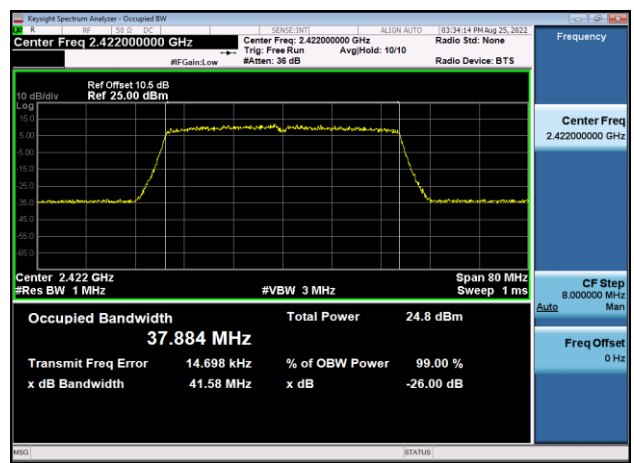 Keysight Spectrum Analyzer - Occupied BW
R RF 50 Ω DC SENSE:INT ALIGN AUTO 03:34:14 PM Aug 25, 2022
Center Freq 2.422000000 GHz Center Freq: 2.422000000 GHz Radio Std: None Frequency
Trig: Free Run Avg|Hold: 10/10
#IFGain:Low #Atten: 36 dB Radio Device: BTS
Ref Offset 10.5 dB
10 dB/div Ref 25.00 dBm
Log
15.0
5.00
-5.00
-15.0
-25.0
-35.0
-45.0
-55.0
-65.0
Center Freq
2.422000000 GHz
Center 2.422 GHz Span 80 MHz
#Res BW 1 MHz #VBW 3 MHz Sweep 1 ms
CF Step
8.000000 MHz
Auto Man
Occupied Bandwidth Total Power 24.8 dBm
37.884 MHz
Transmit Freq Error 14.698 kHz % of OBW Power 99.00 %
x dB Bandwidth 41.58 MHz x dB -26.00 dB
Freq Offset
0 Hz
MSG STATUS